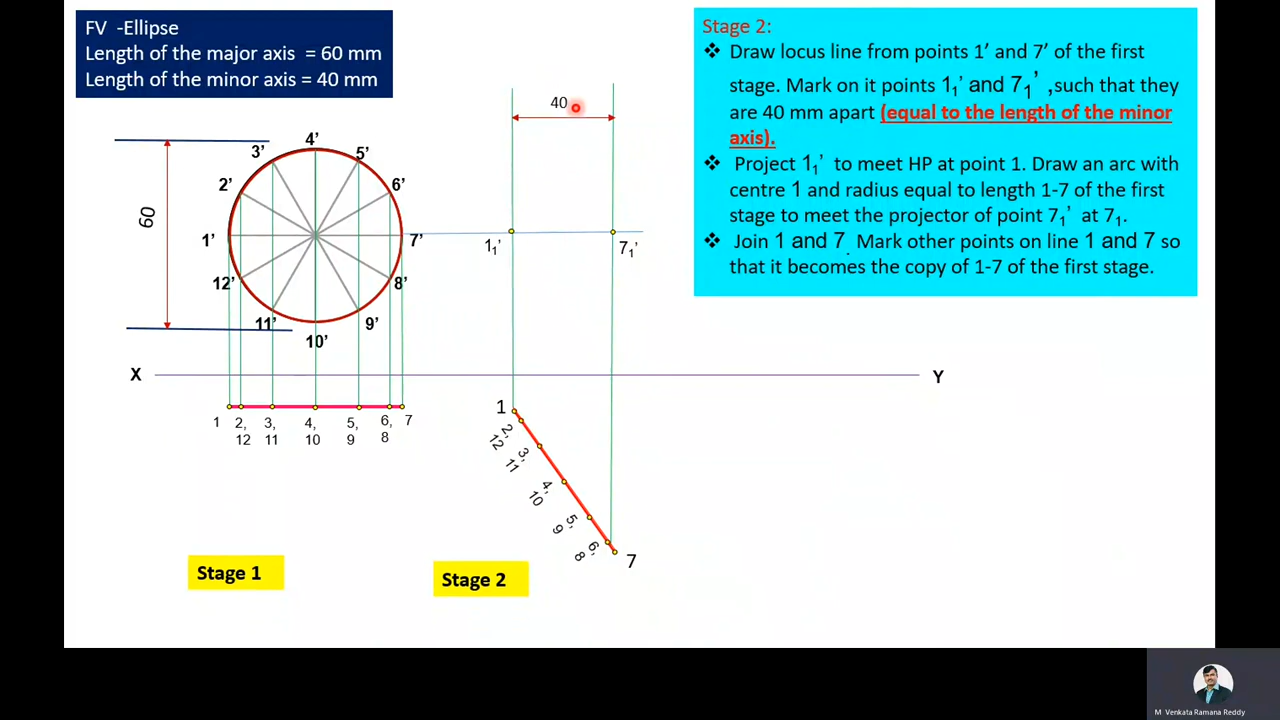 FV -Ellipse
Length of the major axis = 60 mm
Length of the minor axis = 40 mm
Stage 2:
❖ Draw locus line from points 1′ and 7′ of the first
stage. Mark on it points 1₁’ and 7₁’ ,such that they
are 40 mm apart (equal to the length of the minor
axis).
❖ Project 1₁’ to meet HP at point 1. Draw an arc with
centre 1 and radius equal to length 1-7 of the first
stage to meet the projector of point 7₁’ at 7₁.
❖ Join 1 and 7. Mark other points on line 1 and 7 so
that it becomes the copy of 1-7 of the first stage.
40
60
4’
3’
5’
2’
6’
1’
7’
12’
8’
11’
9’
10’
1₁’
7₁’
X
Y
1
2,
12
3,
11
4,
10
5,
9
6,
8
7
1
2,
12
3,
11
4,
10
5,
9
6,
8
7
Stage 1
Stage 2
M Venkata Ramana Reddy